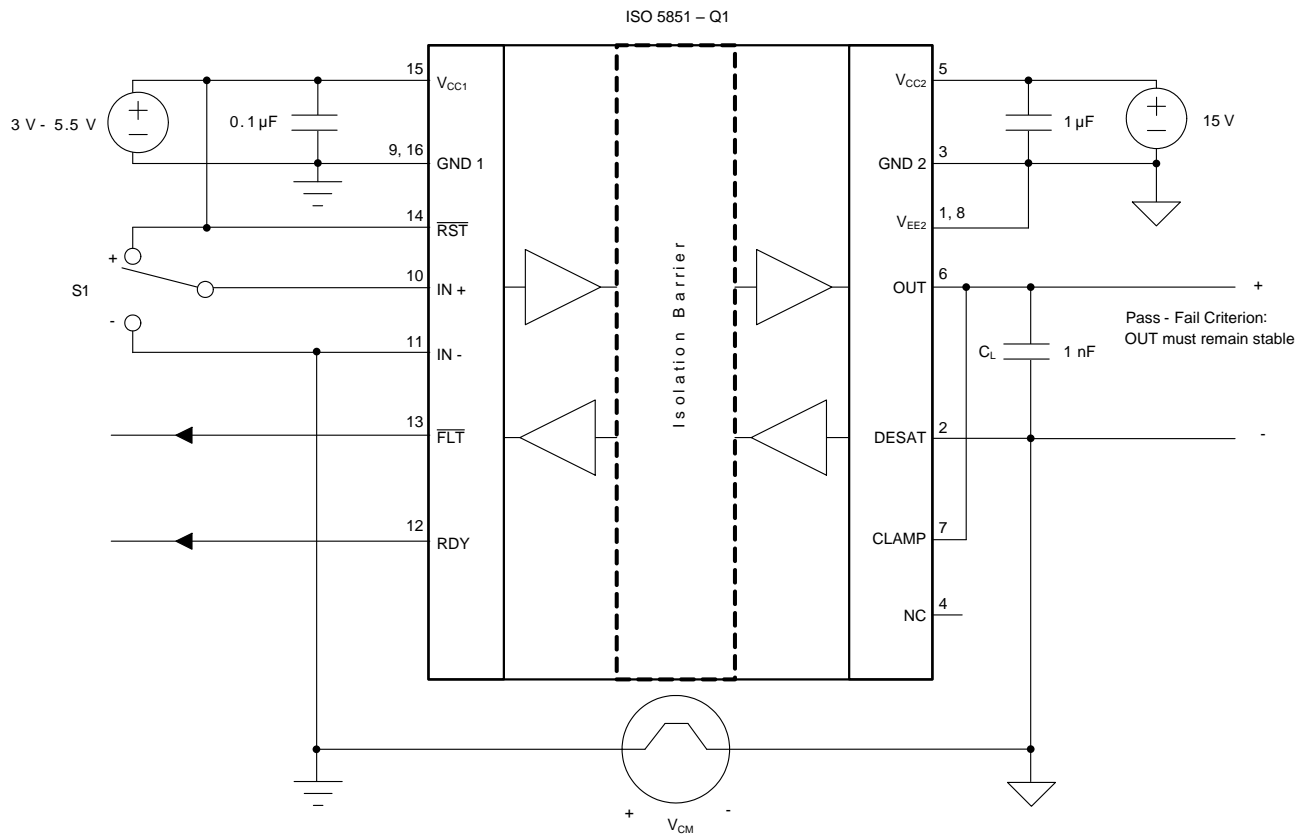 ISO 5851 – Q1
3 V - 5.5 V
+
–
0.1 µF
15
VCC1
9, 16
GND 1
14
RST
S1
+
-
10
IN +
11
IN -
13
FLT
12
RDY
Isolation Barrier
5
VCC2
3
GND 2
1, 8
VEE2
6
OUT
2
DESAT
7
CLAMP
4
NC
1 µF
+
–
15 V
CL
1 nF
+
Pass - Fail Criterion:
OUT must remain stable
-
+
-
VCM